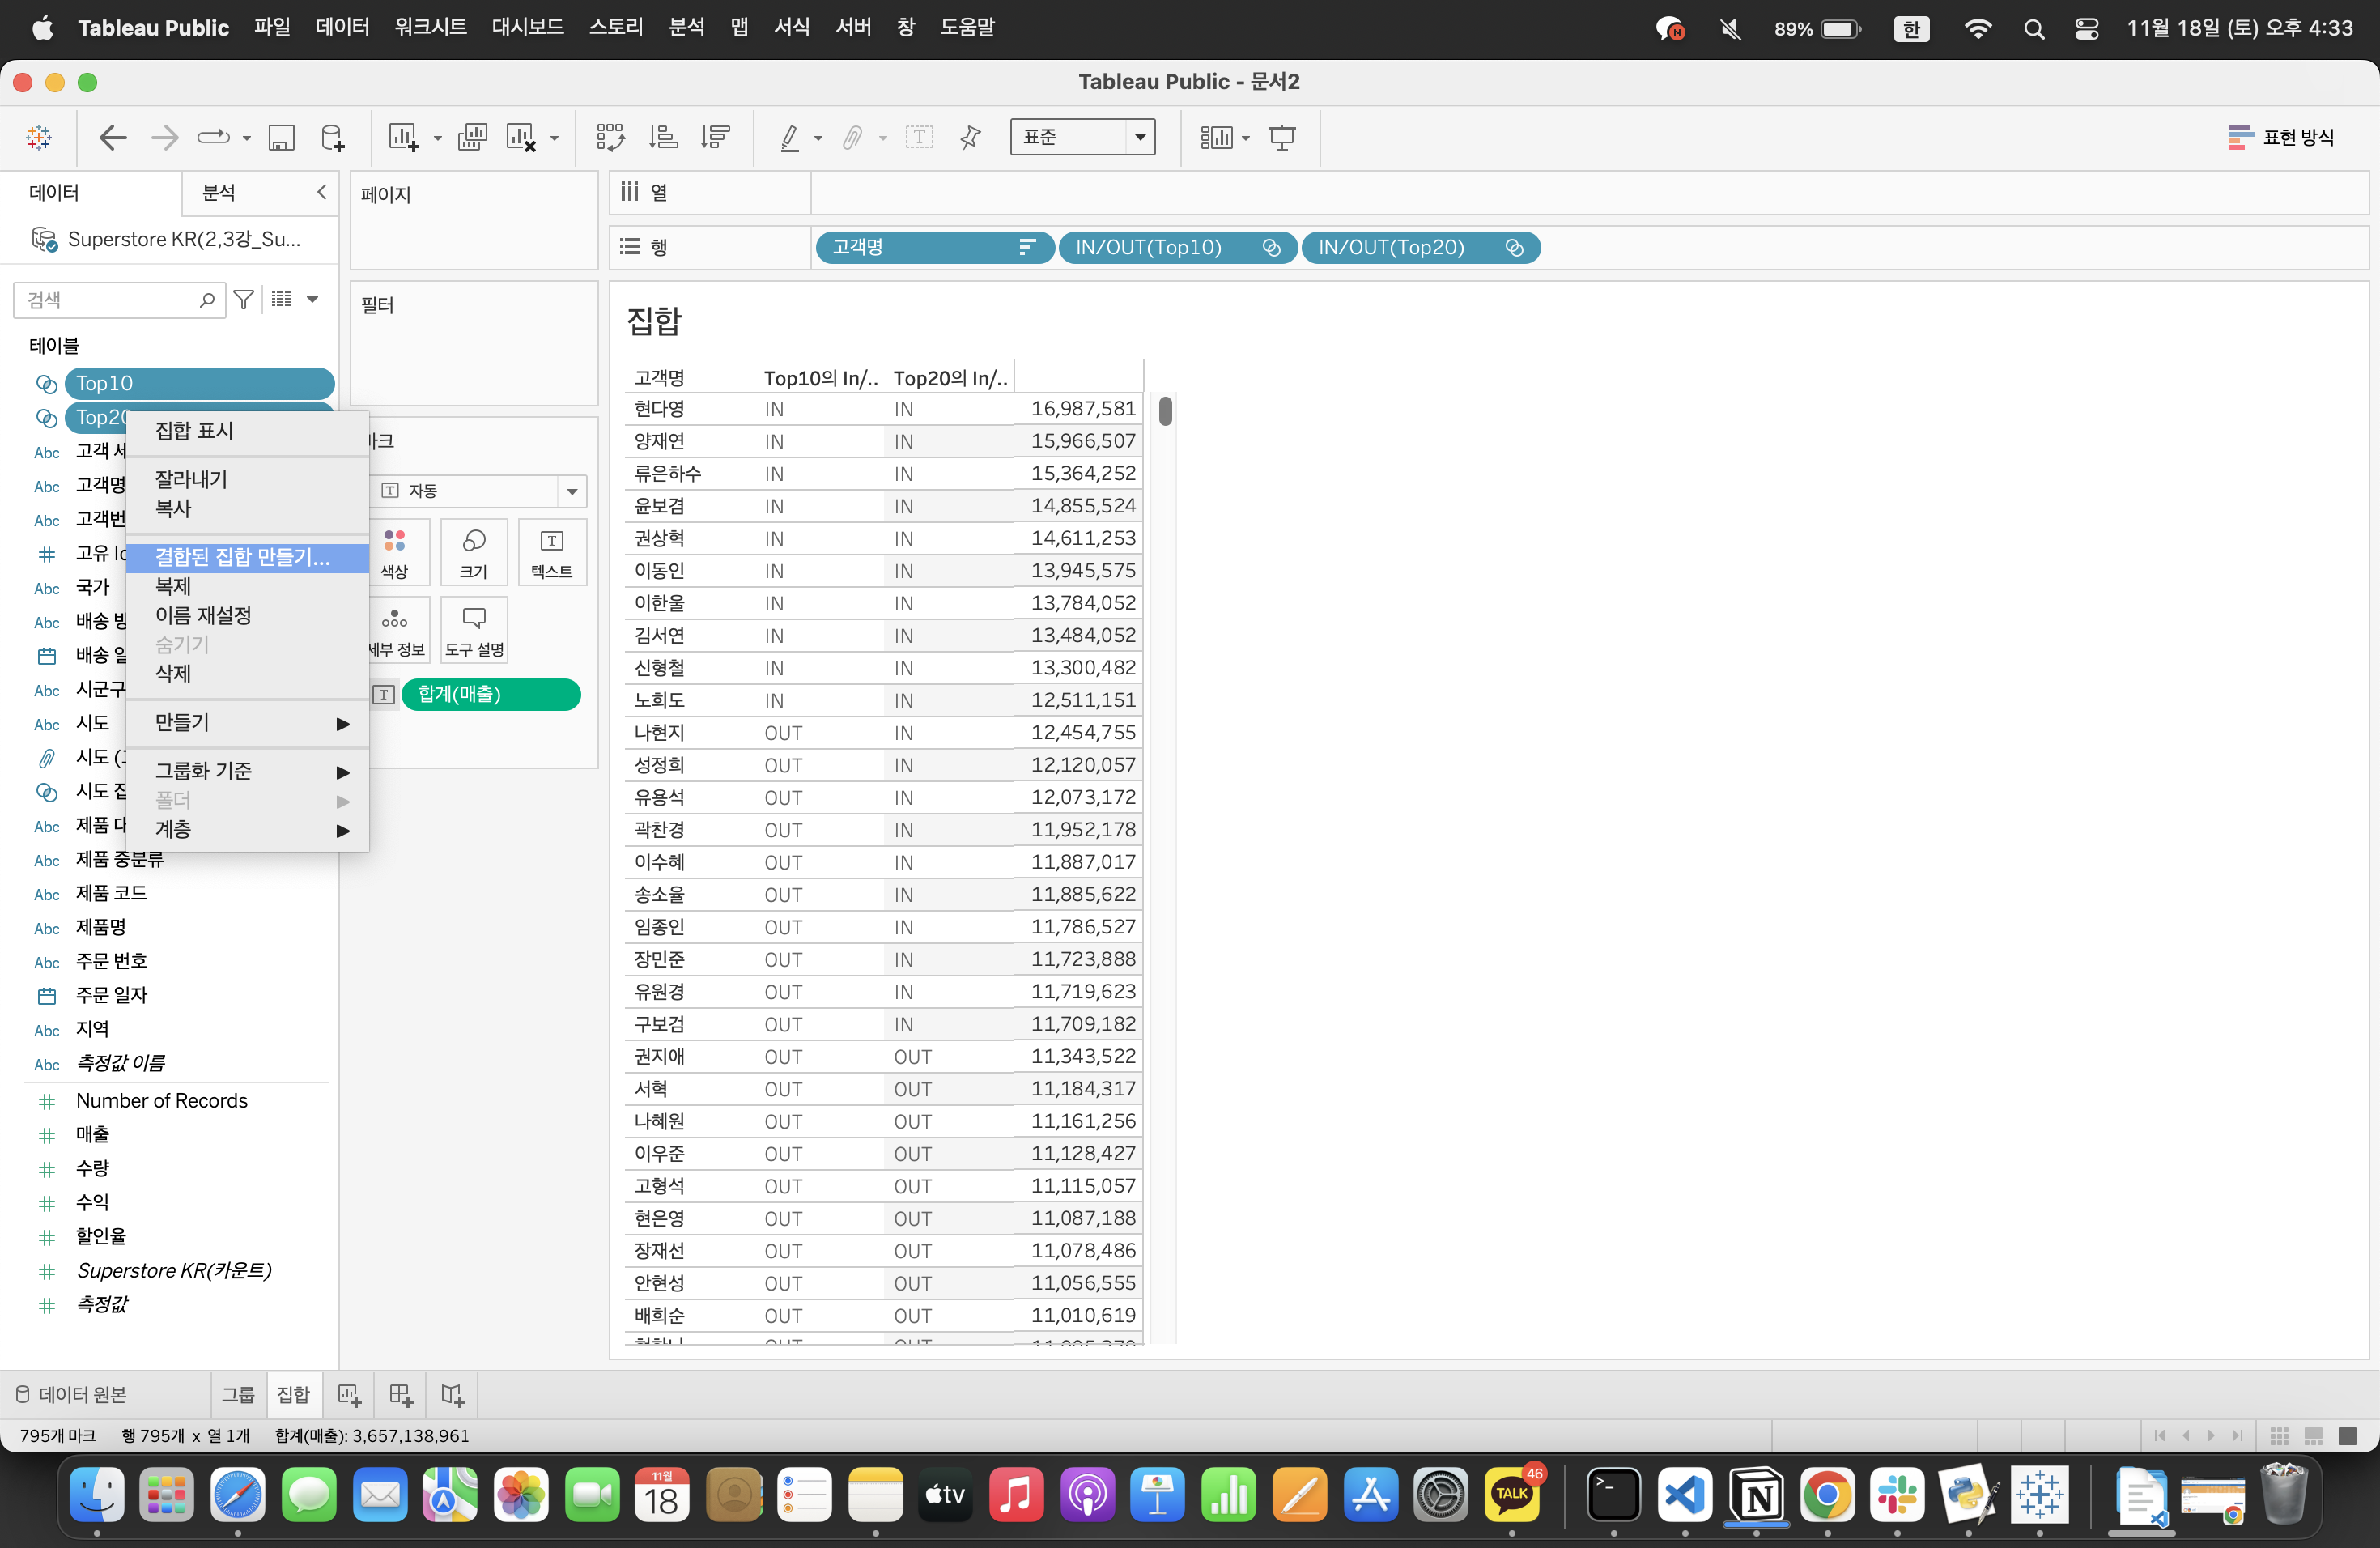 Tableau Public 파일 데이터 워크시트 대시보드 스토리 분석 맵 서식 서버 창 도움말 89% 한 11월 18일 (토) 오후 4:33
Tableau Public - 문서2
표준 표현 방식
데이터 분석
Superstore KR(2,3강_Su...
검색
테이블
Top10
Top20
Abc 고객 세
Abc 고객명
Abc 고객번
고유 Id
Abc 국가
Abc 배송 방
배송 일
Abc 시군구
Abc 시도
시도 (
시도 집
Abc 제품 대
Abc 제품 중분류
Abc 제품 코드
Abc 제품명
Abc 주문 번호
주문 일자
Abc 지역
Abc 측정값 이름
Number of Records
매출
수량
수익
할인율
Superstore KR(카운트)
측정값
집합 표시
잘라내기
복사
결합된 집합 만들기...
복제
이름 재설정
숨기기
삭제
만들기
그룹화 기준
폴더
계층
페이지
필터
마크
자동
색상 크기 텍스트
세부 정보 도구 설명
합계(매출)
열
행 고객명 IN/OUT(Top10) IN/OUT(Top20)
집합
고객명 Top10의 In/.. Top20의 In/..
현다영 IN IN 16,987,581
양재연 IN IN 15,966,507
류은하수 IN IN 15,364,252
윤보겸 IN IN 14,855,524
권상혁 IN IN 14,611,253
이동인 IN IN 13,945,575
이한울 IN IN 13,784,052
김서연 IN IN 13,484,052
신형철 IN IN 13,300,482
노희도 IN IN 12,511,151
나현지 OUT IN 12,454,755
성정희 OUT IN 12,120,057
유용석 OUT IN 12,073,172
곽찬경 OUT IN 11,952,178
이수혜 OUT IN 11,887,017
송소율 OUT IN 11,885,622
임종인 OUT IN 11,786,527
장민준 OUT IN 11,723,888
유원경 OUT IN 11,719,623
구보검 OUT IN 11,709,182
권지애 OUT OUT 11,343,522
서혁 OUT OUT 11,184,317
나혜원 OUT OUT 11,161,256
이우준 OUT OUT 11,128,427
고형석 OUT OUT 11,115,057
현은영 OUT OUT 11,087,188
장재선 OUT OUT 11,078,486
안현성 OUT OUT 11,056,555
배희순 OUT OUT 11,010,619
데이터 원본 그룹 집합
795개 마크 행 795개 x 열 1개 합계(매출): 3,657,138,961
11월
18
tv
TALK
46